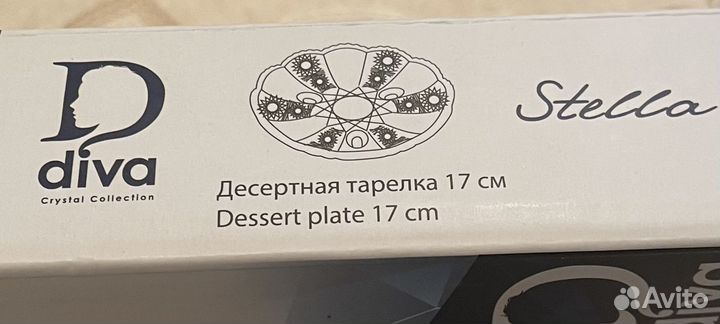 D
diva
Crystal Collection
Десертная тарелка 17 см
Dessert plate 17 cm
Stella
Avito